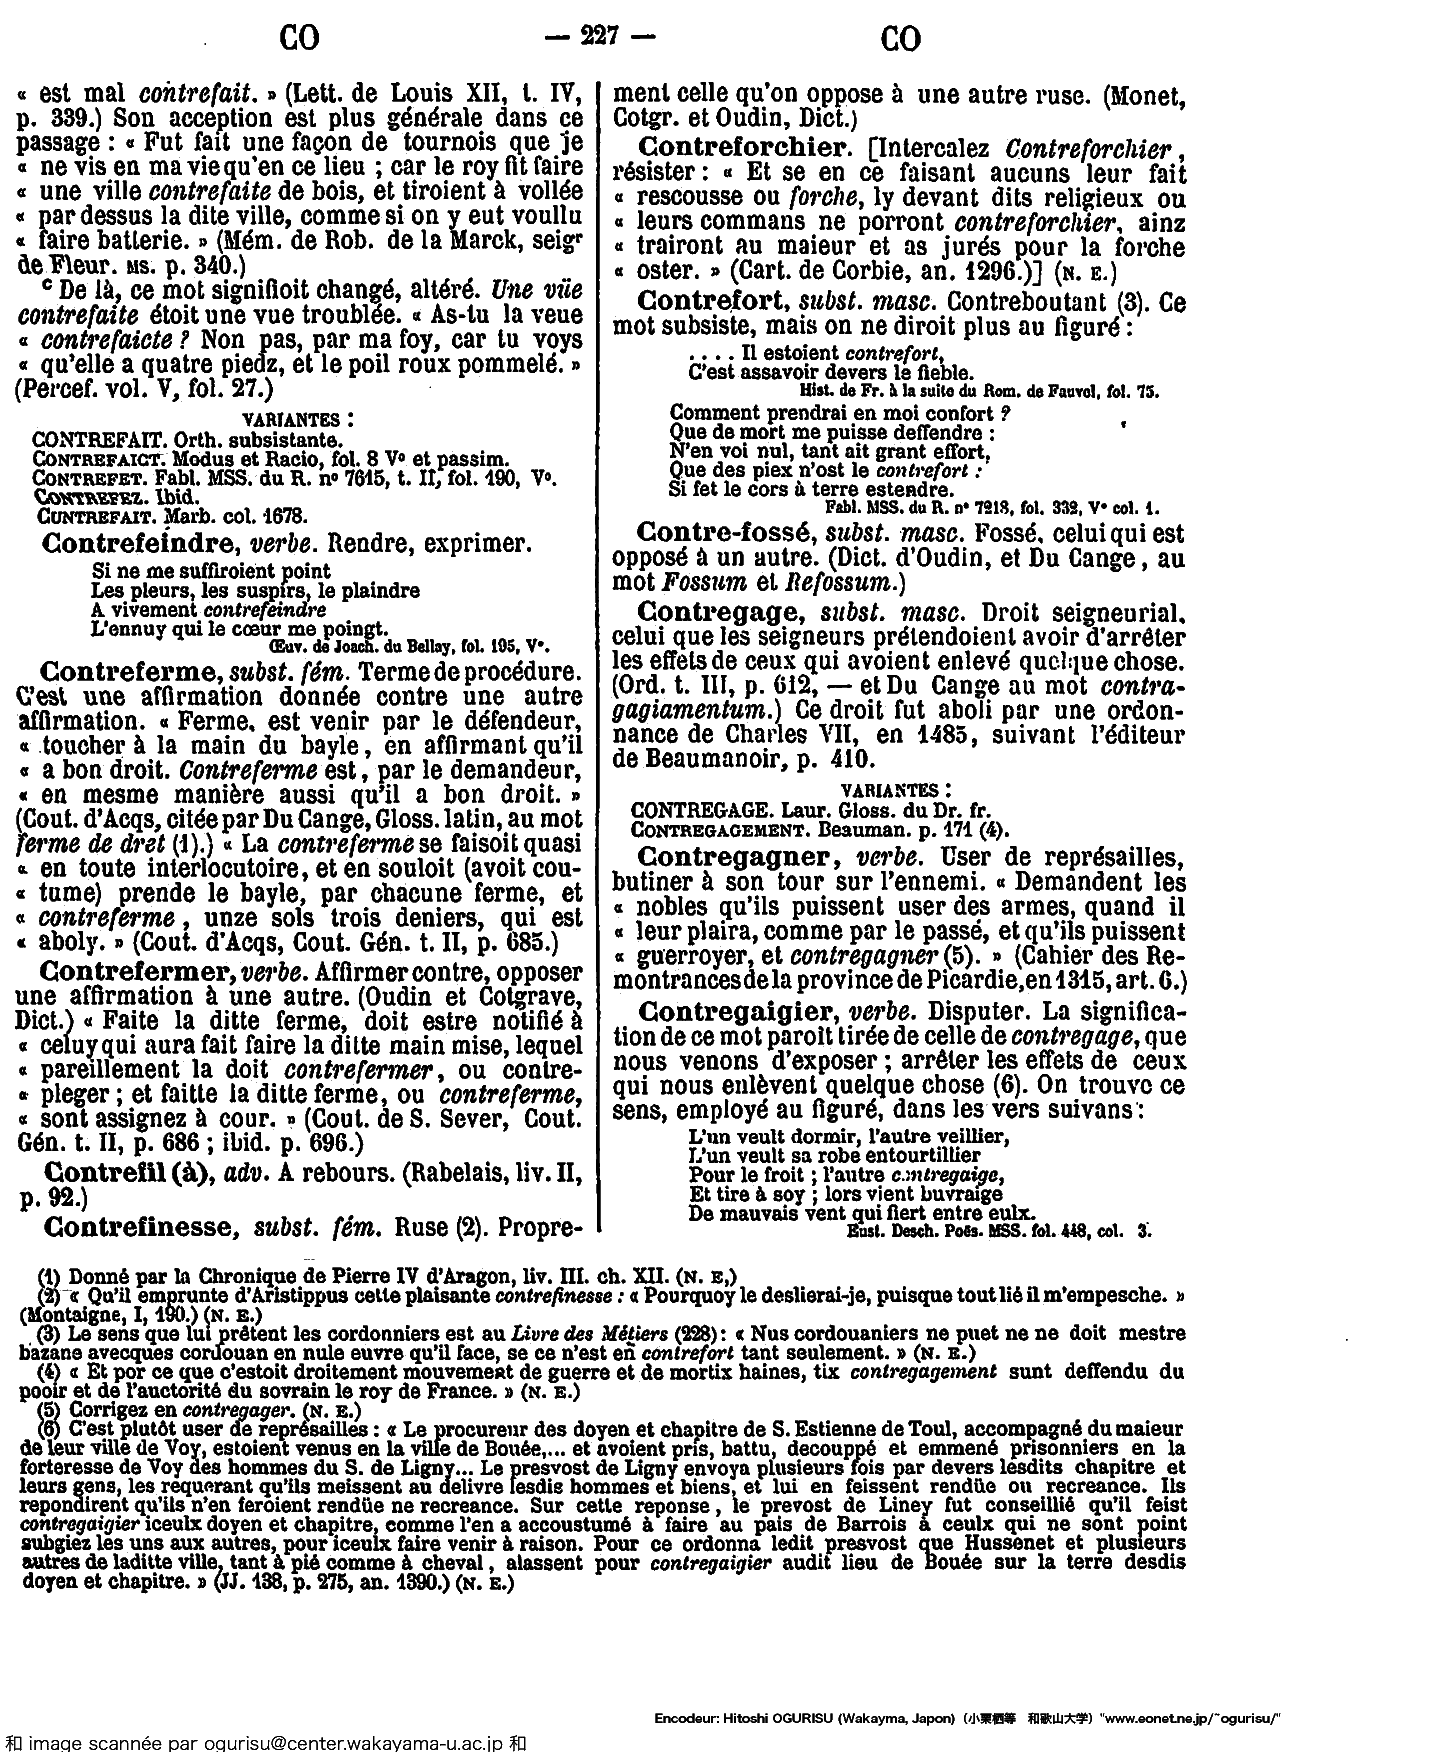 CO — 227 — CO
« est mal contrefait. » (Lett. de Louis XII, t. IV,
p. 339.) Son acception est plus générale dans ce
passage : « Fut fait une façon de tournois que je
« ne vis en ma vie qu'en ce lieu ; car le roy fit faire
« une ville contrefaite de bois, et tiroient à vollée
« par dessus la dite ville, comme si on y eut voullu
« faire batterie. » (Mém. de Rob. de la Marck, seigr
de Fleur. MS. p. 340.)
c De là, ce mot signifioit changé, altéré. Une vüe
contrefaite étoit une vue troublée. « As-tu la veue
« contrefaicte ? Non pas, par ma foy, car tu voys
« qu'elle a quatre piedz, et le poil roux pommelé. »
(Percef. vol. V, fol. 27.)
VARIANTES :
CONTREFAIT. Orth. subsistante.
CONTREFAICT. Modus et Racio, fol. 8 Vo et passim.
CONTREFET. Fabl. MSS. du R. no 7615, t. II, fol. 190, Vo.
CONTREFEZ. Ibid.
CUNTREFAIT. Marb. col. 1678.
Contrefeindre, verbe. Rendre, exprimer.
Si ne me suffiroient point
Les pleurs, les suspirs, le plaindre
A vivement contrefeindre
L'ennuy qui le cœur me poingt.
Œuv. de Joach. du Bellay, fol. 195, Vo.
Contreferme, subst. fém. Terme de procédure.
C'est une affirmation donnée contre une autre
affirmation. « Ferme, est venir par le défendeur,
« toucher à la main du bayle, en affirmant qu'il
« a bon droit. Contreferme est, par le demandeur,
« en mesme manière aussi qu'il a bon droit. »
(Cout. d'Acqs, citée par Du Cange, Gloss. latin, au mot
ferme de dret (1).) « La contreferme se faisoit quasi
« en toute interlocutoire, et en souloit (avoit cou-
« tume) prende le bayle, par chacune ferme, et
« contreferme, unze sols trois deniers, qui est
« aboly. » (Cout. d'Acqs, Cout. Gén. t. II, p. 685.)
Contrefermer, verbe. Affirmer contre, opposer
une affirmation à une autre. (Oudin et Cotgrave,
Dict.) « Faite la ditte ferme, doit estre notifié à
« celuy qui aura fait faire la ditte main mise, lequel
« pareillement la doit contrefermer, ou contre-
« pleger ; et faitte la ditte ferme, ou contreferme,
« sont assignez à cour. » (Cout. de S. Sever, Cout.
Gén. t. II, p. 686 ; ibid. p. 696.)
Contrefil (à), adv. A rebours. (Rabelais, liv. II,
p. 92.)
Contrefinesse, subst. fém. Ruse (2). Propre-
ment celle qu'on oppose à une autre ruse. (Monet,
Cotgr. et Oudin, Dict.)
Contreforchier. [Intercalez Contreforchier,
résister : « Et se en ce faisant aucuns leur fait
« rescousse ou forche, ly devant dits religieux ou
« leurs commans ne porront contreforchier, ainz
« trairont au maieur et as jurés pour la forche
« oster. » (Cart. de Corbie, an. 1296.)] (N. E.)
Contrefort, subst. masc. Contreboutant (3). Ce
mot subsiste, mais on ne diroit plus au figuré :
. . . . Il estoient contrefort,
C'est assavoir devers le fieble.
Hist. de Fr. à la suite du Rom. de Fauvel, fol. 75.
Comment prendrai en moi confort ?
Que de mort me puisse deffendre :
N'en voi nul, tant ait grant effort,
Que des piex n'ost le contrefort :
Si fet le cors à terre estendre.
Fabl. MSS. du R. no 7218, fol. 332, Vo col. 1.
Contre-fossé, subst. masc. Fossé, celui qui est
opposé à un autre. (Dict. d'Oudin, et Du Cange, au
mot Fossum et Refossum.)
Contregage, subst. masc. Droit seigneurial,
celui que les seigneurs prétendoient avoir d'arrêter
les effets de ceux qui avoient enlevé quelque chose.
(Ord. t. III, p. 612, — et Du Cange au mot contra-
gagiamentum.) Ce droit fut aboli par une ordon-
nance de Charles VII, en 1485, suivant l'éditeur
de Beaumanoir, p. 410.
VARIANTES :
CONTREGAGE. Laur. Gloss. du Dr. fr.
CONTREGAGEMENT. Beauman. p. 171 (4).
Contregagner, verbe. User de représailles,
butiner à son tour sur l'ennemi. « Demandent les
« nobles qu'ils puissent user des armes, quand il
« leur plaira, comme par le passé, et qu'ils puissent
« guerroyer, et contregagner (5). » (Cahier des Re-
montrances de la province de Picardie, en 1315, art. 6.)
Contregaigier, verbe. Disputer. La significa-
tion de ce mot paroît tirée de celle de contregage, que
nous venons d'exposer ; arrêter les effets de ceux
qui nous enlèvent quelque chose (6). On trouve ce
sens, employé au figuré, dans les vers suivans :
L'un veult dormir, l'autre veillier,
L'un veult sa robe entourtillier
Pour le froit ; l'autre contregaige,
Et tire à soy ; lors vient buvraige
De mauvais vent qui fiert entre eulx.
Eust. Desch. Poës. MSS. fol. 448, col. 3.
(1) Donné par la Chronique de Pierre IV d'Aragon, liv. III. ch. XII. (N. E,)
(2) « Qu'il emprunte d'Aristippus cette plaisante contrefinesse : « Pourquoy le deslierai-je, puisque tout lié il m'empesche. »
(Montaigne, I, 190.) (N. E.)
(3) Le sens que lui prêtent les cordonniers est au Livre des Métiers (228) : « Nus cordouaniers ne puet ne ne doit mestre
bazane avecques cordouan en nule euvre qu'il face, se ce n'est en contrefort tant seulement. » (N. E.)
(4) « Et por ce que c'estoit droitement mouvement de guerre et de mortix haines, tix contregagement sunt deffendu du
pooir et de l'auctorité du sovrain le roy de France. » (N. E.)
(5) Corrigez en contregager. (N. E.)
(6) C'est plutôt user de représailles : « Le procureur des doyen et chapitre de S. Estienne de Toul, accompagné du maieur
de leur ville de Voy, estoient venus en la ville de Bouée,... et avoient pris, battu, decouppé et emmené prisonniers en la
forteresse de Voy des hommes du S. de Ligny... Le presvost de Ligny envoya plusieurs fois par devers lesdits chapitre et
leurs gens, les requerant qu'ils meissent au delivre lesdis hommes et biens, et lui en feissent rendüe ou recreance. Ils
repondirent qu'ils n'en feroient rendüe ne recreance. Sur cette reponse, le prevost de Liney fut conseillié qu'il feist
contregaigier iceulx doyen et chapitre, comme l'en a accoustumé à faire au pais de Barrois à ceulx qui ne sont point
subgiez les uns aux autres, pour iceulx faire venir à raison. Pour ce ordonna ledit presvost que Hussenet et plusieurs
autres de laditte ville, tant à pié comme à cheval, alassent pour contregaigier audit lieu de Bouée sur la terre desdis
doyen et chapitre. » (JJ. 138, p. 275, an. 1390.) (N. E.)
Encodeur: Hitoshi OGURISU (Wakayma, Japon) (小栗栖等 和歌山大学) "www.eonet.ne.jp/~ogurisu/"
和 image scannée par ogurisu@center.wakayama-u.ac.jp 和